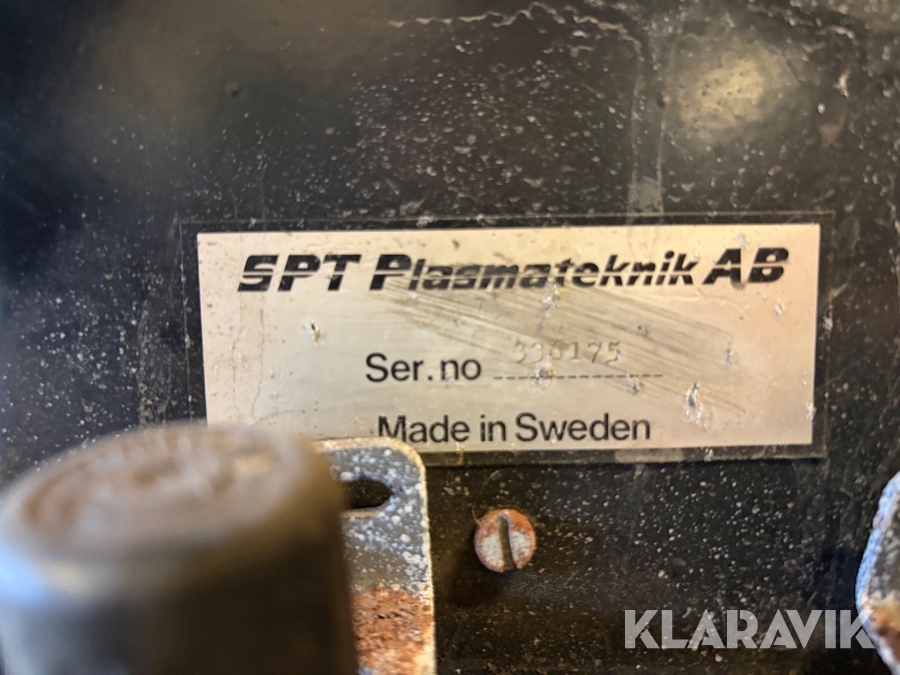 SPT Plasmateknik AB
Ser.no 336175
Made in Sweden
KLARAVIK